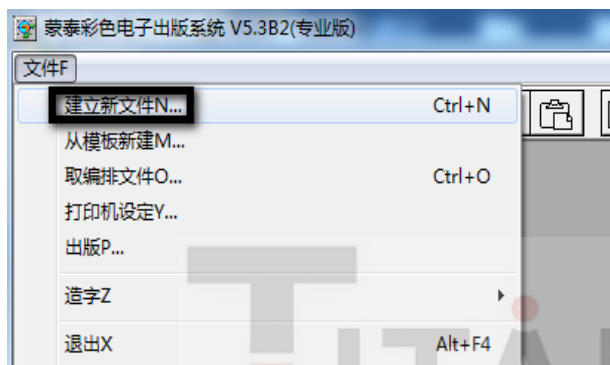 蒙泰彩色电子出版系统 V5.3B2(专业版)
文件F
建立新文件N... Ctrl+N
从模板新建M...
取编排文件O... Ctrl+O
打印机设定Y...
出版P...
造字Z
退出X Alt+F4
TITA